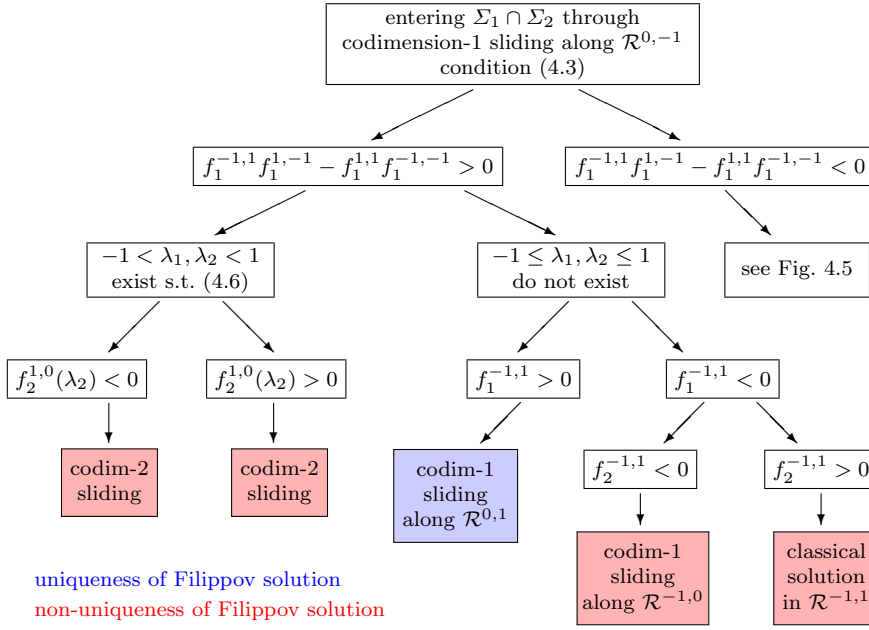 entering Σ₁ ∩ Σ₂ through
codimension-1 sliding along ℛ^{0,−1}
condition (4.3)
f_1^{−1,1} f_1^{1,−1} − f_1^{1,1} f_1^{−1,−1} > 0
f_1^{−1,1} f_1^{1,−1} − f_1^{1,1} f_1^{−1,−1} < 0
−1 < λ₁, λ₂ < 1
exist s.t. (4.6)
−1 ≤ λ₁, λ₂ ≤ 1
do not exist
see Fig. 4.5
f_2^{1,0}(λ₂) < 0
f_2^{1,0}(λ₂) > 0
f_1^{−1,1} > 0
f_1^{−1,1} < 0
codim-2
sliding
codim-2
sliding
codim-1
sliding
along ℛ^{0,1}
f_2^{−1,1} < 0
f_2^{−1,1} > 0
codim-1
sliding
along ℛ^{−1,0}
classical
solution
in ℛ^{−1,1}
uniqueness of Filippov solution
non-uniqueness of Filippov solution